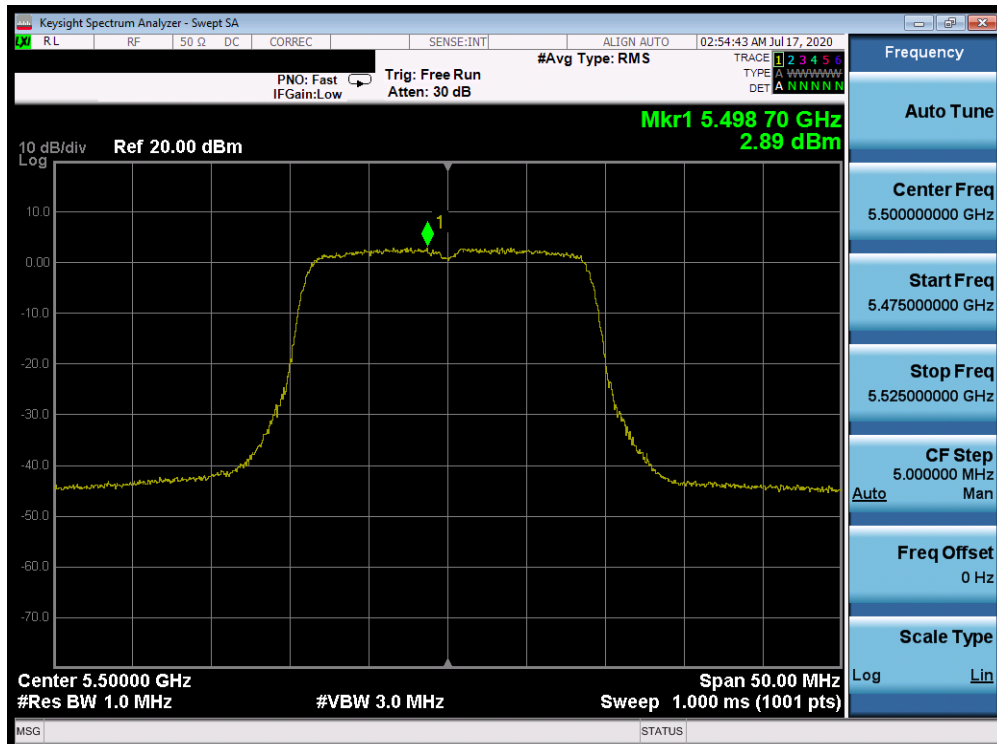 Keysight Spectrum Analyzer - Swept SA
LXI RL RF 50 Ω DC CORREC SENSE:INT ALIGN AUTO 02:54:43 AM Jul 17, 2020
#Avg Type: RMS
TRACE 1 2 3 4 5 6
TYPE A WWWWW
DET A N N N N N
PNO: Fast
IFGain:Low
Trig: Free Run
Atten: 30 dB
Mkr1 5.498 70 GHz
2.89 dBm
10 dB/div Ref 20.00 dBm
Log
10.0
0.00
-10.0
-20.0
-30.0
-40.0
-50.0
-60.0
-70.0
1
Center 5.50000 GHz Span 50.00 MHz
#Res BW 1.0 MHz #VBW 3.0 MHz Sweep 1.000 ms (1001 pts)
MSG STATUS
Frequency
Auto Tune
Center Freq
5.500000000 GHz
Start Freq
5.475000000 GHz
Stop Freq
5.525000000 GHz
CF Step
5.000000 MHz
Auto Man
Freq Offset
0 Hz
Scale Type
Log Lin